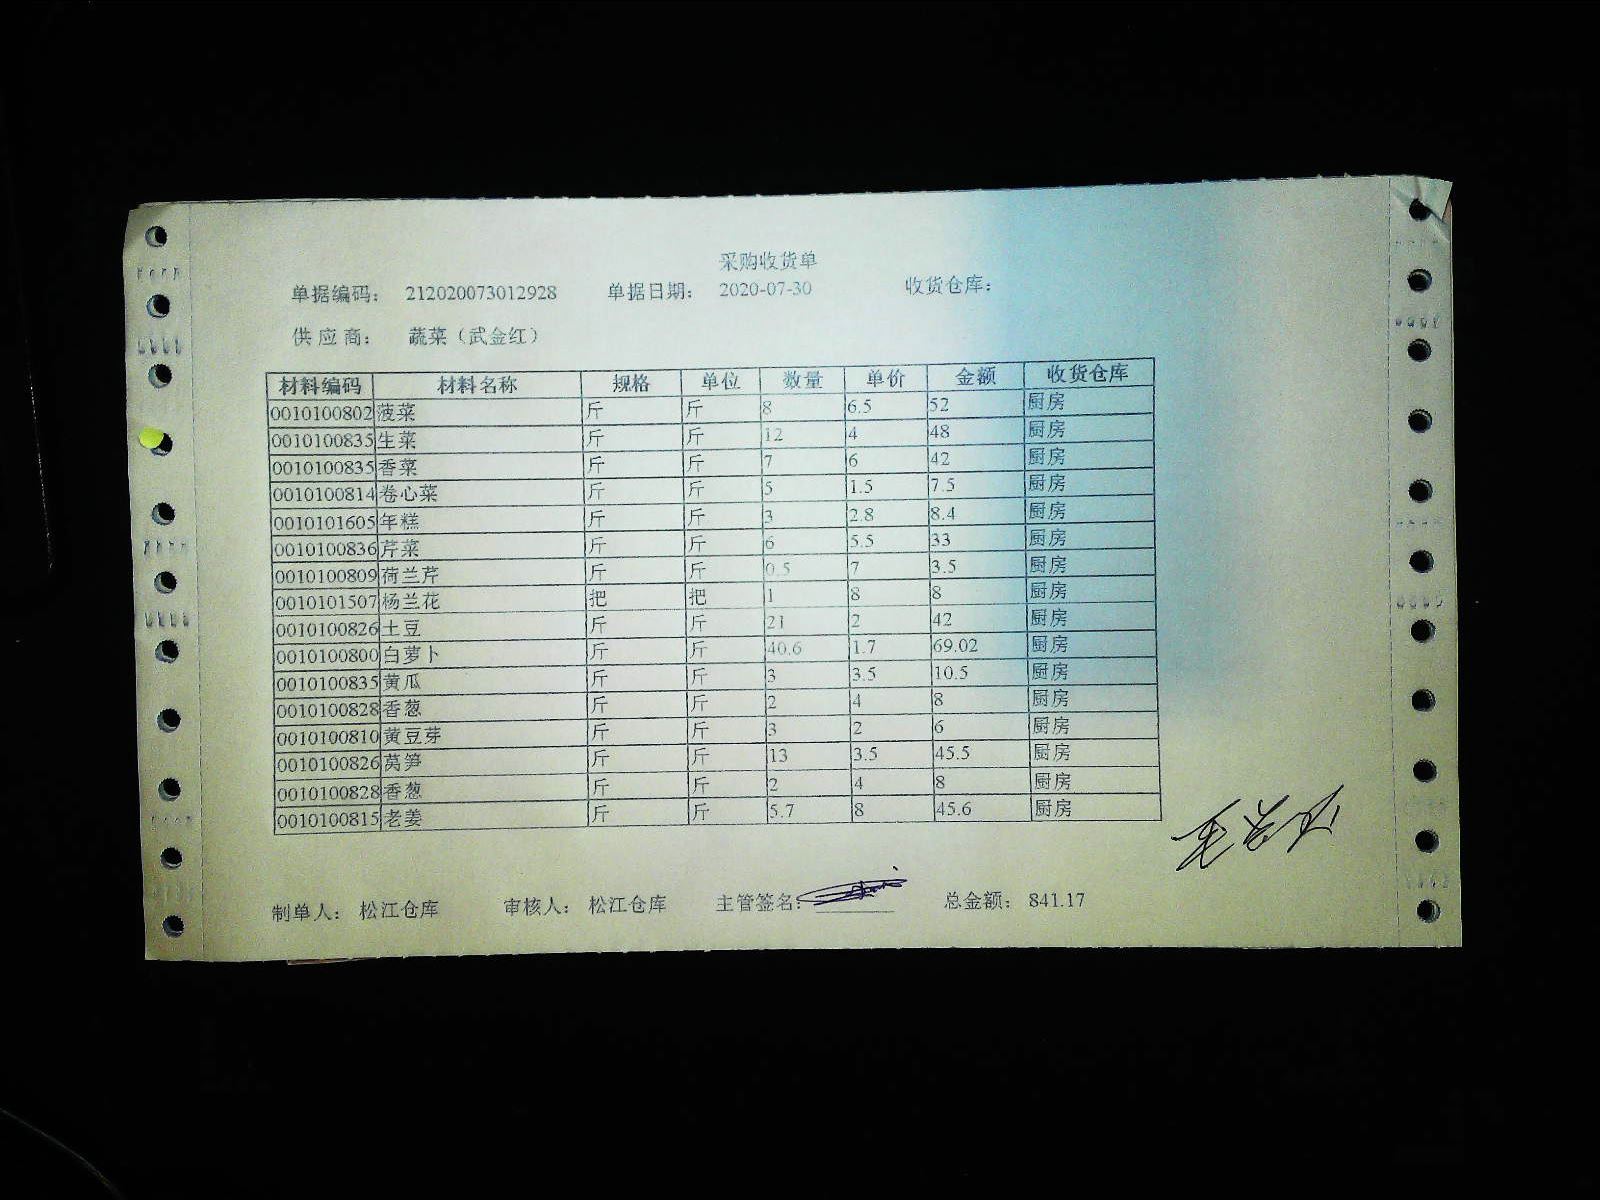 采购收货单
单据编码： 212020073012928 单据日期： 2020-07-30 收货仓库：
供应商： 蔬菜（武金红）
材料编码 材料名称 规格 单位 数量 单价 金额 收货仓库
0010100802 菠菜 斤 斤 8 6.5 52 厨房
0010100835 生菜 斤 斤 12 4 48 厨房
0010100835 香菜 斤 斤 7 6 42 厨房
0010100814 卷心菜 斤 斤 5 1.5 7.5 厨房
0010101605 年糕 斤 斤 3 2.8 8.4 厨房
0010100836 芹菜 斤 斤 6 5.5 33 厨房
0010100809 荷兰芹 斤 斤 0.5 7 3.5 厨房
0010101507 杨兰花 把 把 1 8 8 厨房
0010100826 土豆 斤 斤 21 2 42 厨房
0010100800 白萝卜 斤 斤 40.6 1.7 69.02 厨房
0010100835 黄瓜 斤 斤 3 3.5 10.5 厨房
0010100828 香葱 斤 斤 2 4 8 厨房
0010100810 黄豆芽 斤 斤 3 2 6 厨房
0010100826 莴笋 斤 斤 13 3.5 45.5 厨房
0010100828 香葱 斤 斤 2 4 8 厨房
0010100815 老姜 斤 斤 5.7 8 45.6 厨房
制单人： 松江仓库 审核人： 松江仓库 主管签名： 总金额： 841.17